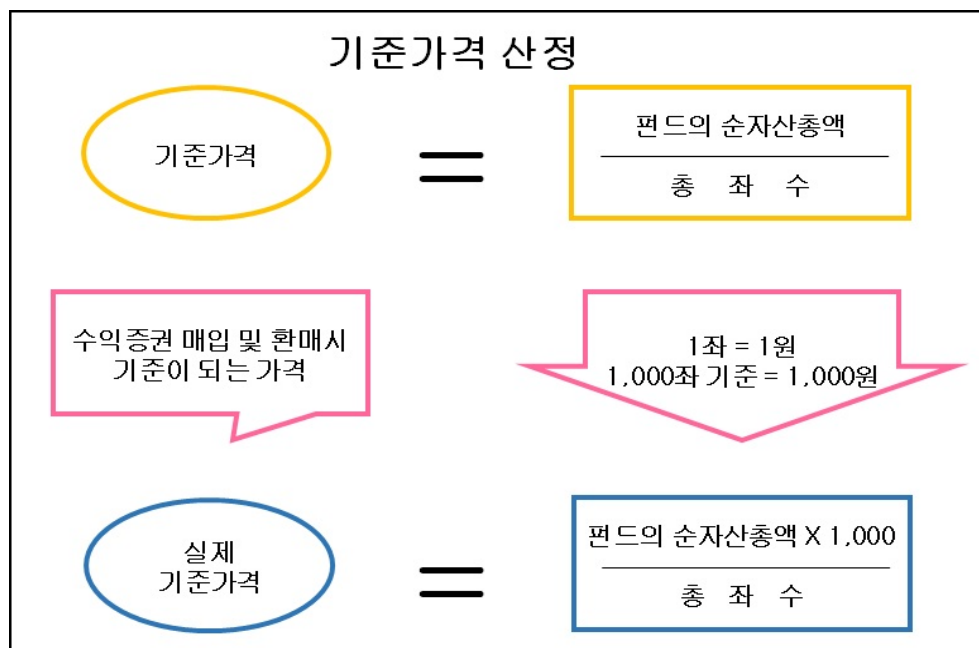 기준가격 산정
기준가격
=
펀드의 순자산총액
총 좌 수
수익증권 매입 및 환매시
기준이 되는 가격
1좌 = 1원
1,000좌 기준 = 1,000원
실제
기준가격
=
펀드의 순자산총액 X 1,000
총 좌 수